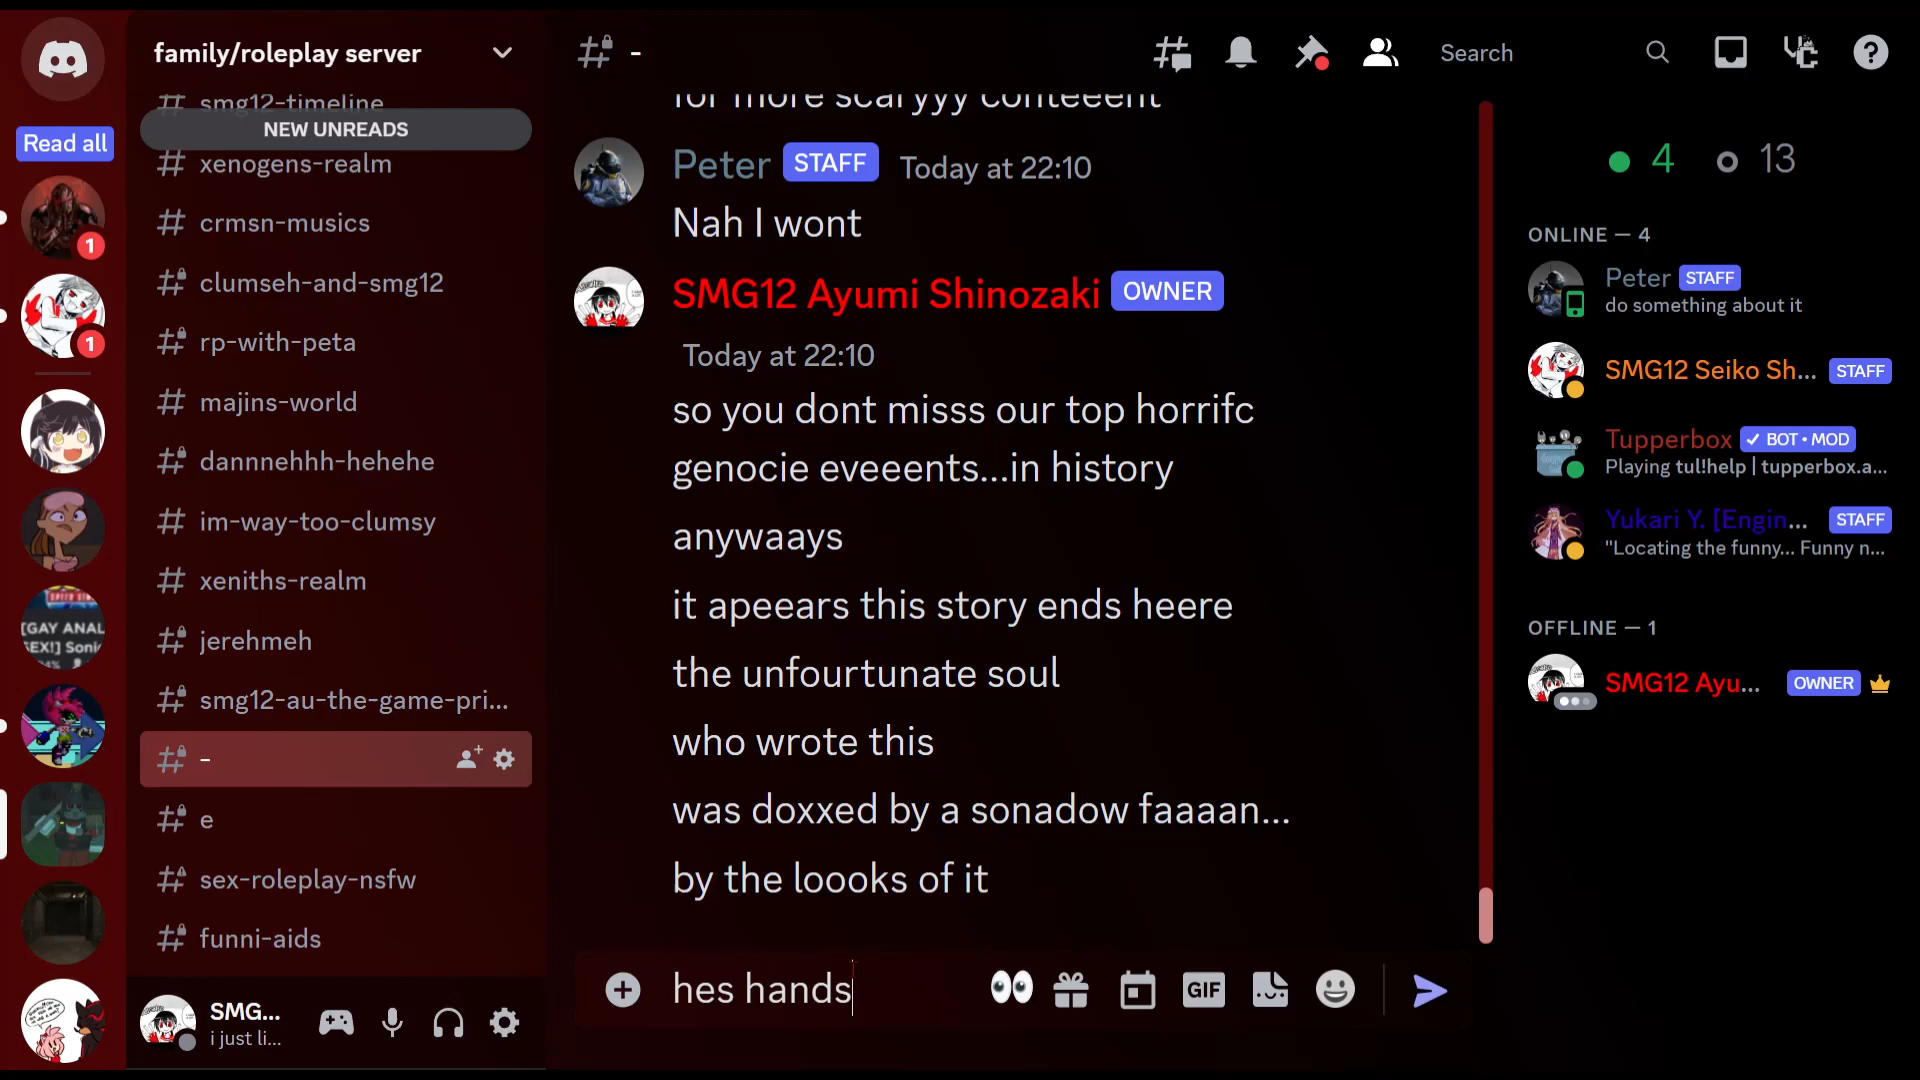 family/roleplay server
-
Search
Read all
smg12-timeline
NEW UNREADS
xenogens-realm
crmsn-musics
clumseh-and-smg12
rp-with-peta
majins-world
dannnehhh-hehehe
im-way-too-clumsy
xeniths-realm
jerehmeh
smg12-au-the-game-pri...
-
e
sex-roleplay-nsfw
funni-aids
1
1
[GAY ANAL
SEX!] Soni
SMG...
i just li...
for more scaryyy conteeent
Peter STAFF Today at 22:10
Nah I wont
SMG12 Ayumi Shinozaki OWNER
Today at 22:10
so you dont misss our top horrifc
genocie eveeents...in history
anywaays
it apeears this story ends heere
the unfourtunate soul
who wrote this
was doxxed by a sonadow faaaan...
by the loooks of it
hes hands
GIF
4 13
ONLINE — 4
Peter STAFF
do something about it
SMG12 Seiko Sh... STAFF
Tupperbox ✓ BOT • MOD
Playing tul!help | tupperbox.a...
Yukari Y. [Engin... STAFF
"Locating the funny... Funny n...
OFFLINE — 1
SMG12 Ayu... OWNER